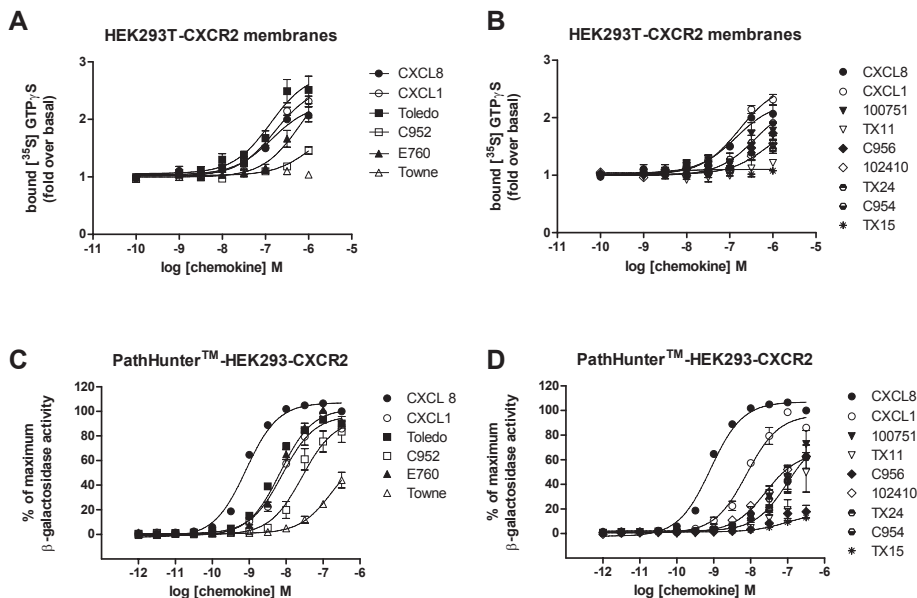 A
HEK293T-CXCR2 membranes
bound [³⁵S] GTPγS
(fold over basal)
3
2
1
0
-11
-10
-9
-8
-7
-6
-5
log [chemokine] M
CXCL8
CXCL1
Toledo
C952
E760
Towne
B
HEK293T-CXCR2 membranes
bound [³⁵S] GTPγS
(fold over basal)
3
2
1
0
-11
-10
-9
-8
-7
-6
-5
log [chemokine] M
CXCL8
CXCL1
100751
TX11
C956
102410
TX24
C954
TX15
C
PathHunter™-HEK293-CXCR2
% of maximum
β-galactosidase activity
120
100
80
60
40
20
0
-13
-12
-11
-10
-9
-8
-7
-6
log [chemokine] M
CXCL 8
CXCL1
Toledo
C952
E760
Towne
D
PathHunter™-HEK293-CXCR2
% of maximum
β-galactosidase activity
120
100
80
60
40
20
0
-13
-12
-11
-10
-9
-8
-7
-6
log [chemokine] M
CXCL8
CXCL1
100751
TX11
C956
102410
TX24
C954
TX15